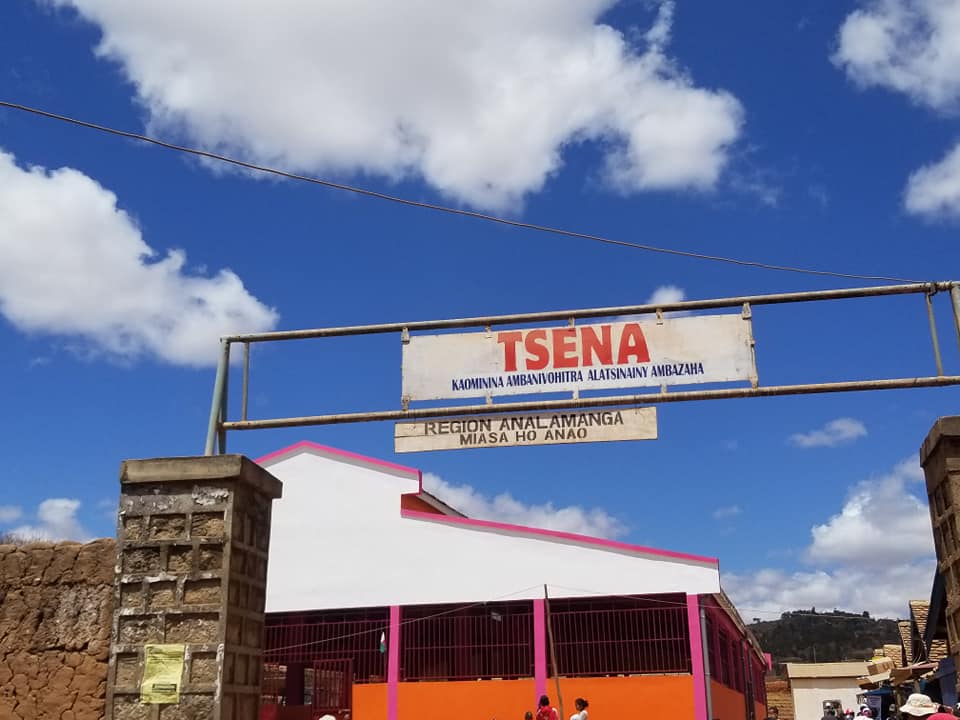 TSENA
KAOMININA AMBANIVOHITRA ALATSINAINY AMBAZAHA
REGION ANALAMANGA
MIASA HO ANAO